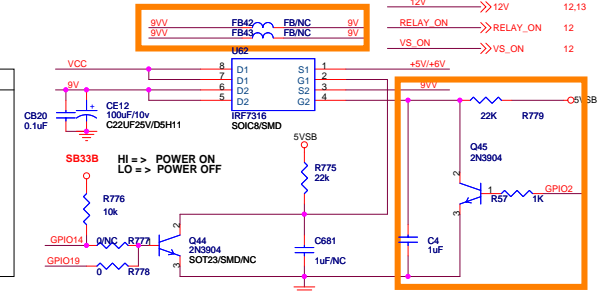 12V 12V 12,13
9VV FB42 FB/NC 9V
9VV FB43 FB/NC 9V
RELAY_ON RELAY_ON 12
VS_ON VS_ON 12
U62
VCC 8 D1 S1 1 +5V/+6V
7 D1 G1 2
9V 6 D2 S2 3 9VV
5 D2 G2 4
IRF7316
SOIC8/SMD
CB20
0.1uF
CE12
100uF/10v
C22UF25V/D5H11
22K R779 5VSB
SB33B
HI = > POWER ON
LO = > POWER OFF
5VSB
R775
22k
Q45
2N3904
2
1
3
R57 1K GPIO2
R776
10k
GPIO14 0/NC R777
GPIO19 0 R778
1
2
3
Q44
2N3904
SOT23/SMD/NC
C681
1uF/NC
C4
1uF